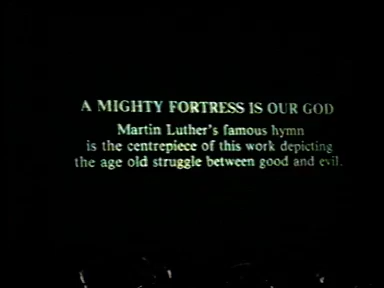 A MIGHTY FORTRESS IS OUR GOD
Martin Luther's famous hymn
is the centrepiece of this work depicting
the age old struggle between good and evil.